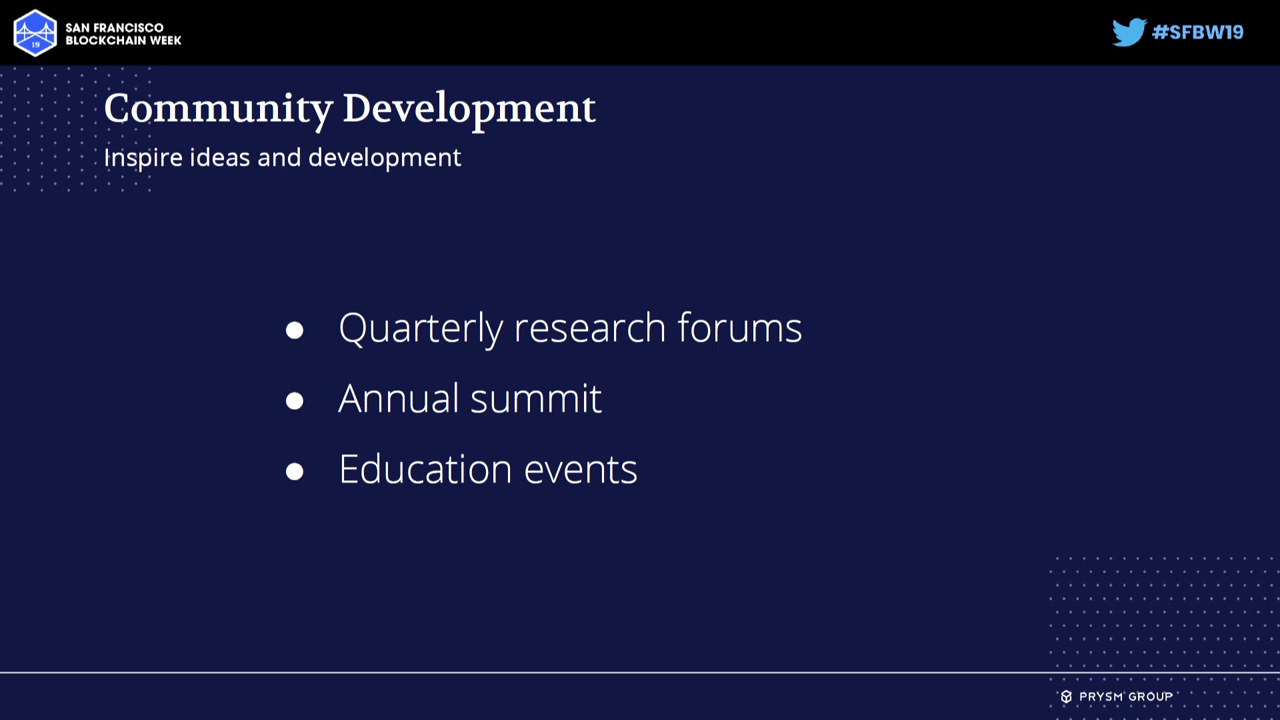 SAN FRANCISCO
BLOCKCHAIN WEEK
19
#SFBW19
Community Development
Inspire ideas and development
● Quarterly research forums
● Annual summit
● Education events
PRYSM GROUP